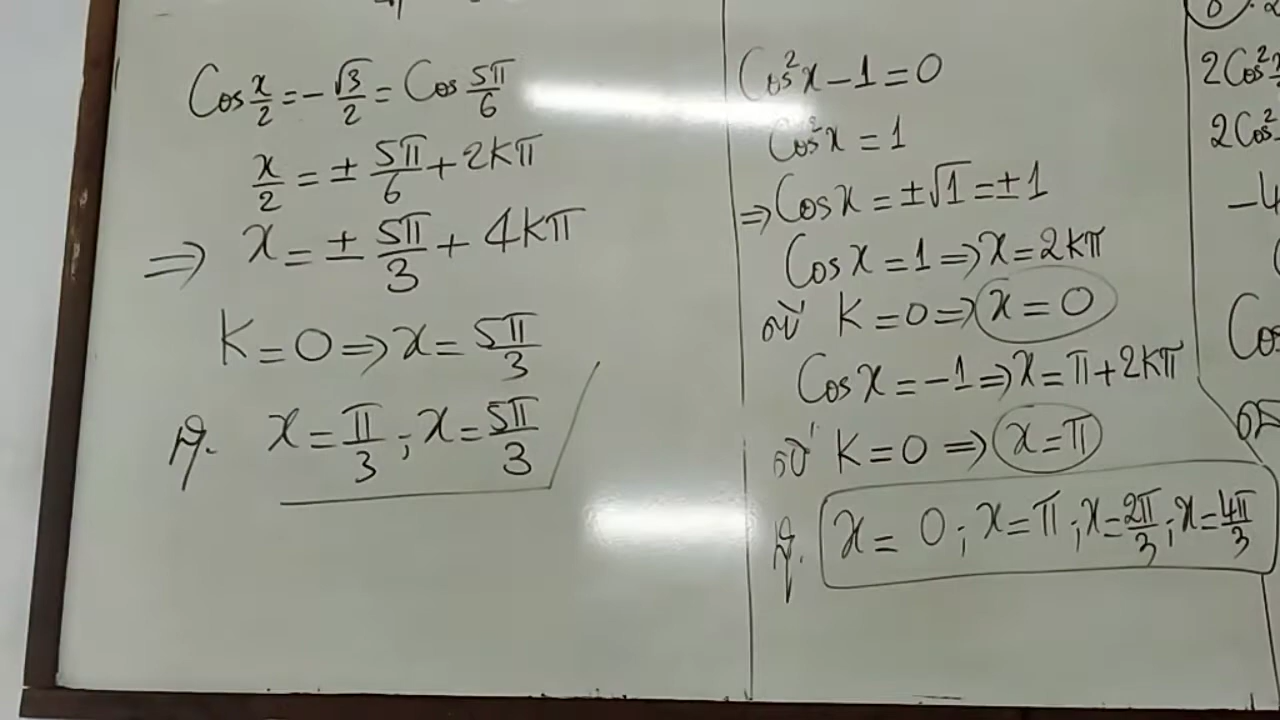 Cos x/2 = -√3/2 = Cos 5π/6
x/2 = ± 5π/6 + 2kπ
⇒ x = ± 5π/3 + 4kπ
K = 0 ⇒ x = 5π/3
x = π/3 ; x = 5π/3
Cos²x - 1 = 0
Cos²x = 1
⇒ Cos x = ±√1 = ±1
Cos x = 1 ⇒ x = 2kπ
K = 0 ⇒ x = 0
Cos x = -1 ⇒ x = π + 2kπ
K = 0 ⇒ x = π
x = 0 ; x = π ; x = 2π/3 ; x = 4π/3
2Cos²
2Cos²
-4
Cos